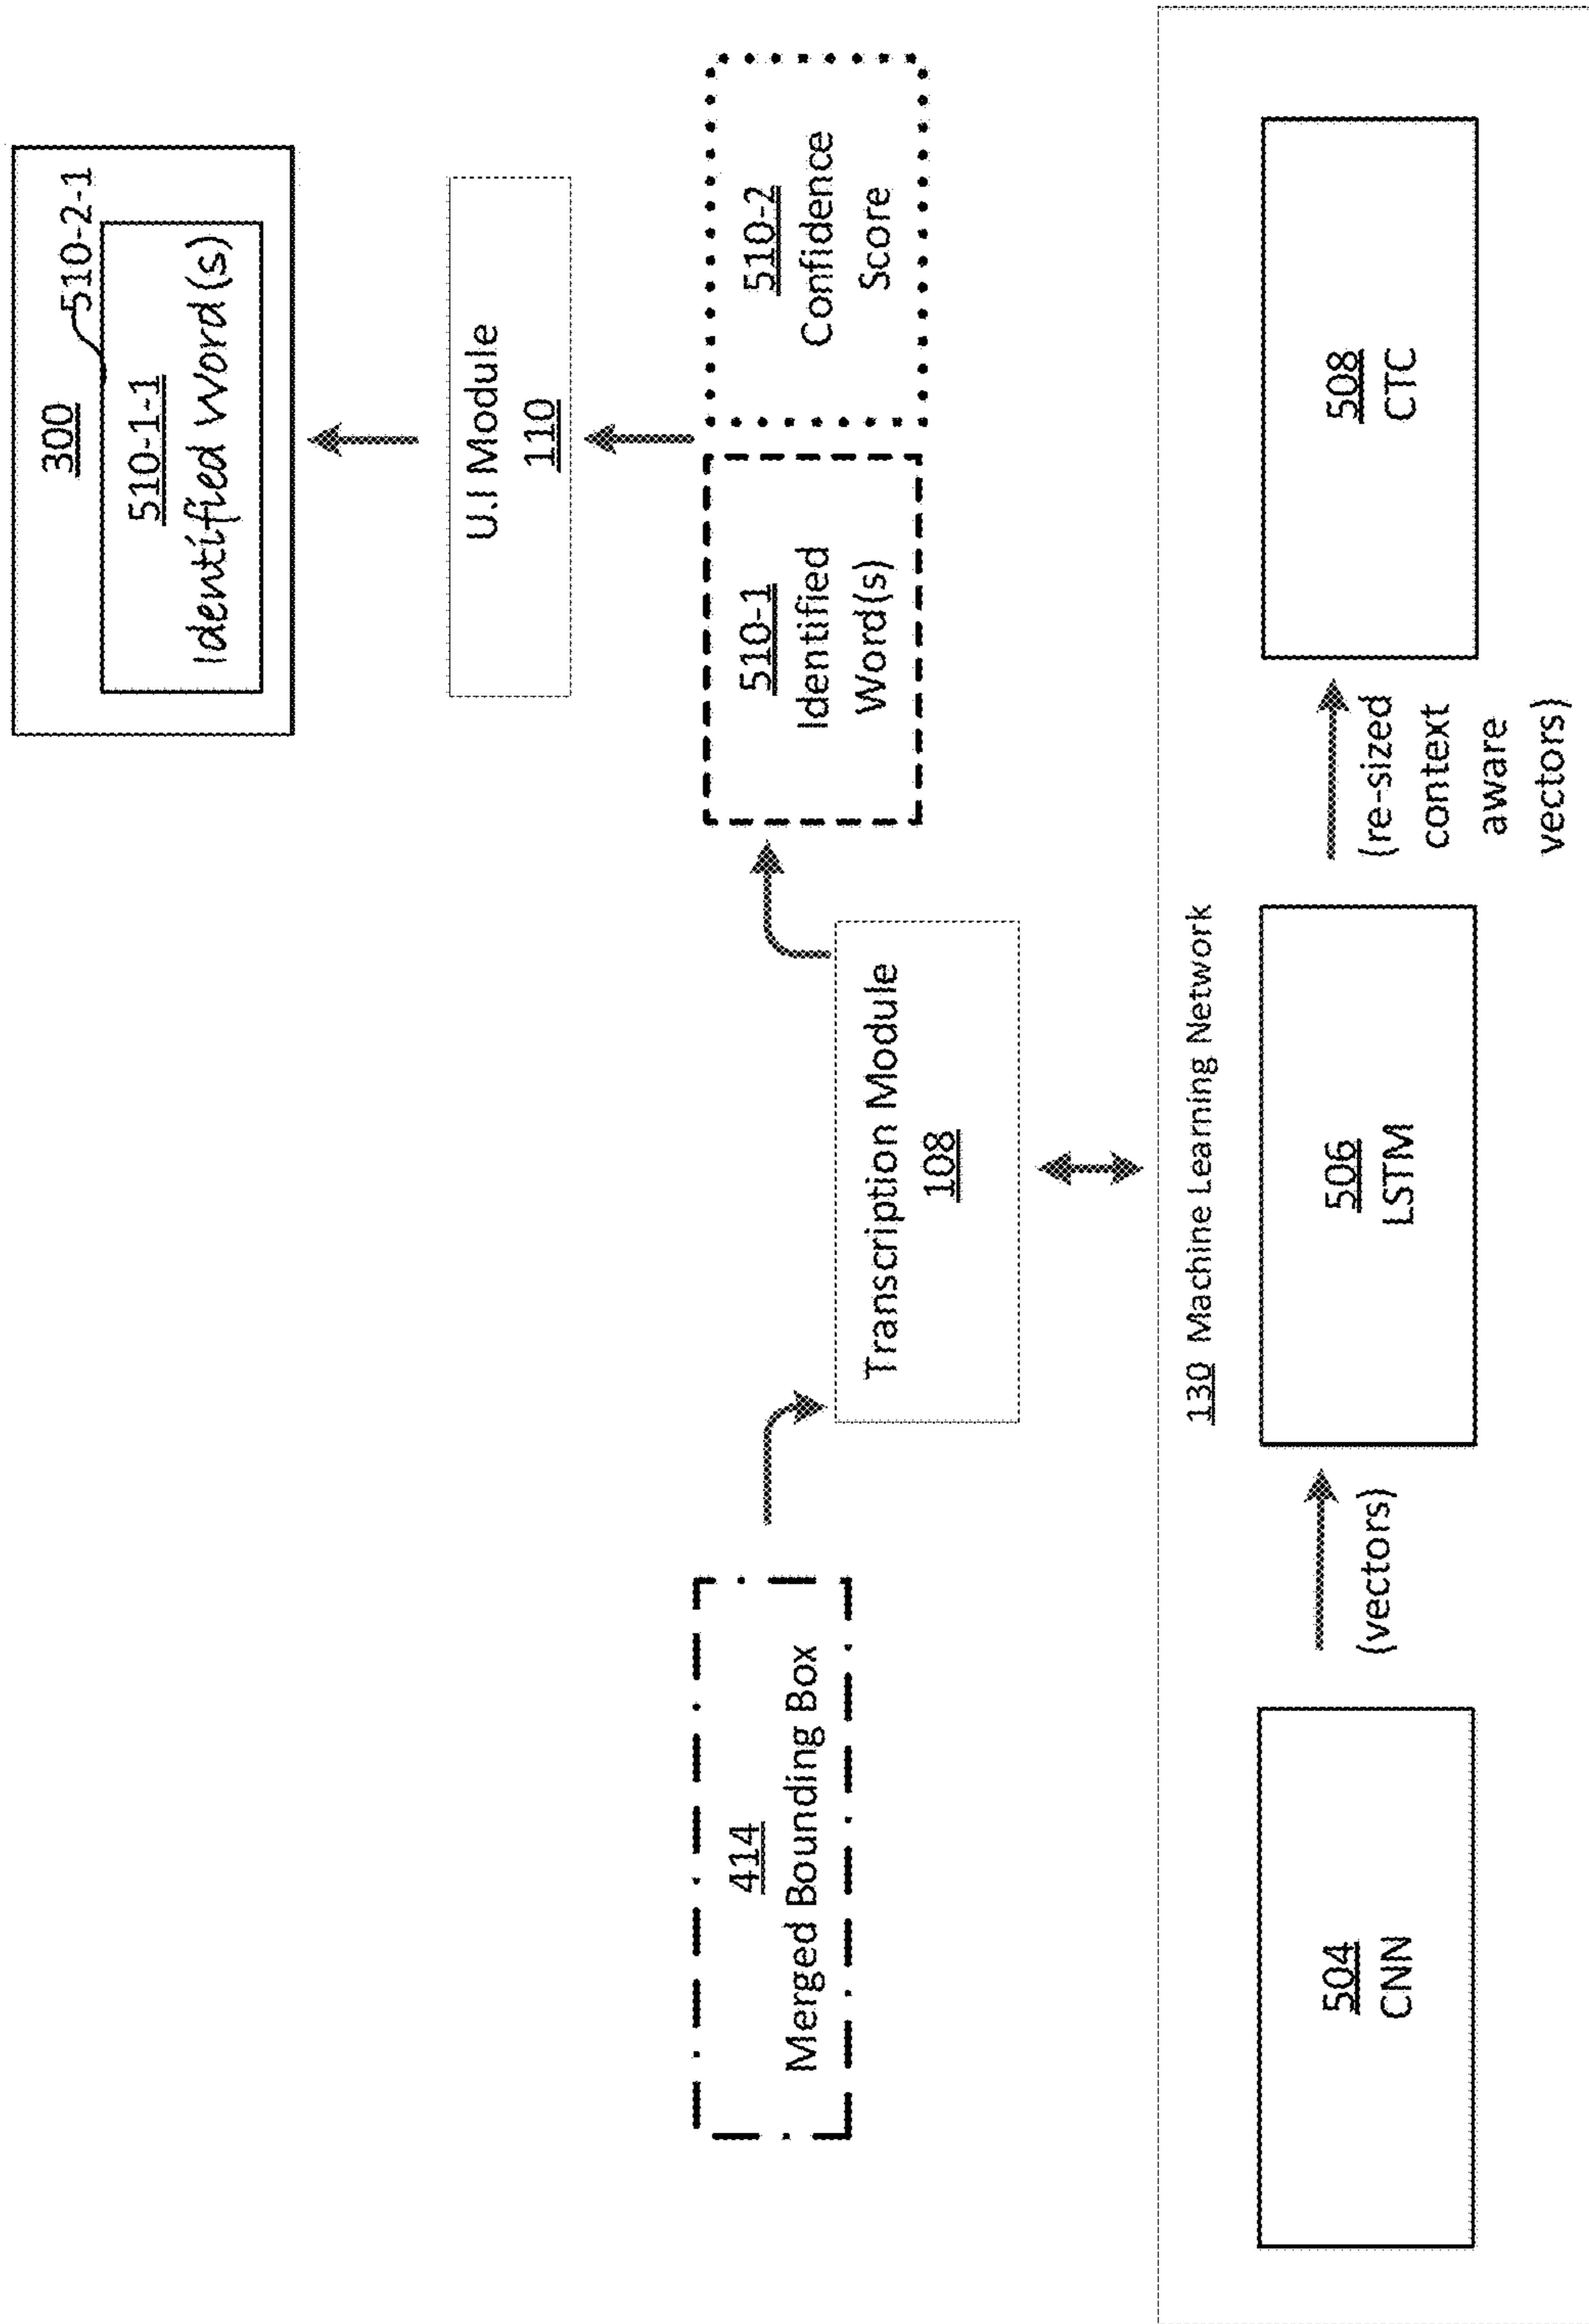 300
510-2-1
510-1-1
Identified Word(s)
U.I Module
110
414
Merged Bounding Box
510-1
Identified
Word(s)
510-2
Confidence
Score
Transcription Module
108
130 Machine Learning Network
504
CNN
(vectors)
506
LSTM
(re-sized
context
aware
vectors)
508
CTC